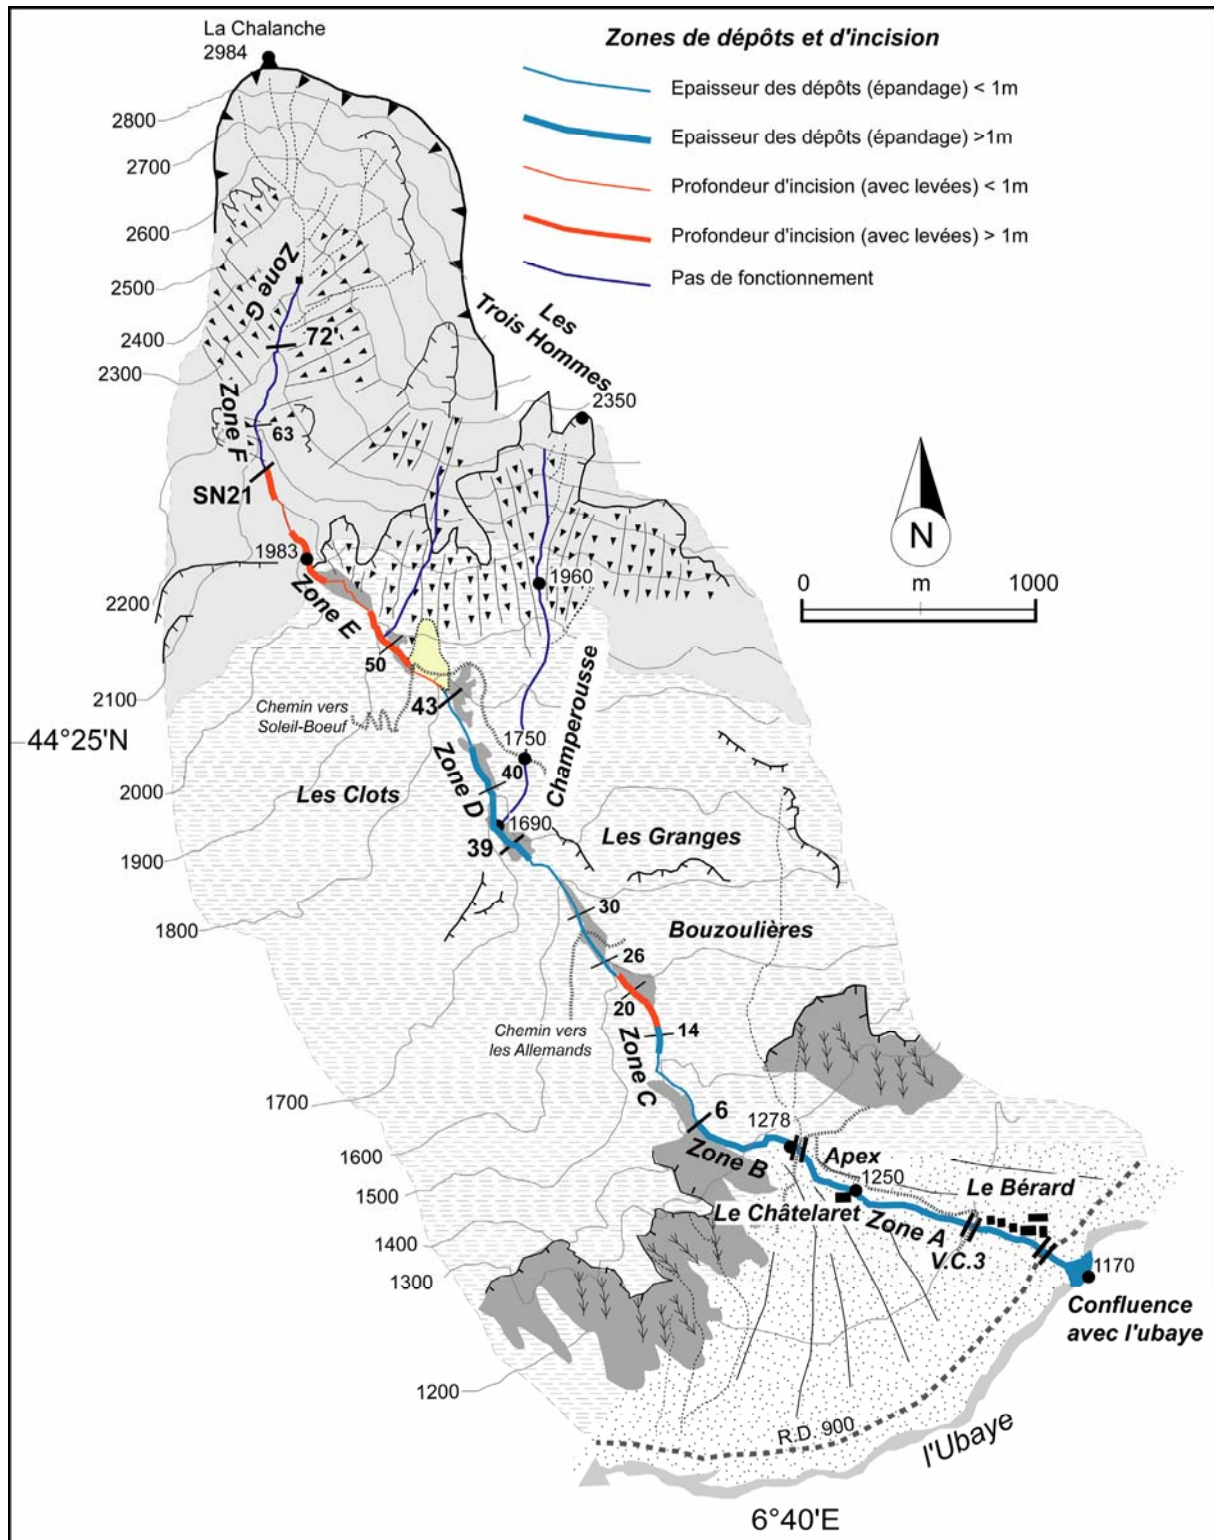 La Chalanche
2984
Zones de dépôts et d'incision
Epaisseur des dépôts (épandage) < 1m
Epaisseur des dépôts (épandage) >1m
Profondeur d'incision (avec levées) < 1m
Profondeur d'incision (avec levées) > 1m
Pas de fonctionnement
2800
2700
2600
2500
2400
2300
Zone G
72'
Zone F
63
SN21
Les
Trois Hommes
2350
1983
1960
N
0 m 1000
2200
Zone E
50
2100
Chemin vers
Soleil-Boeuf
43
44°25'N
1750
Champerousse
40
Zone D
2000
Les Clots
1690
39
Les Granges
1900
30
1800
Bouzoulières
26
20
Chemin vers
les Allemands
14
Zone C
1700
6
1278
1600
Zone B
Apex
1250
1500
Le Bérard
Le Châtelaret
Zone A
V.C.3
1400
1300
1170
Confluence
avec l'ubaye
1200
R.D. 900
l'Ubaye
6°40'E